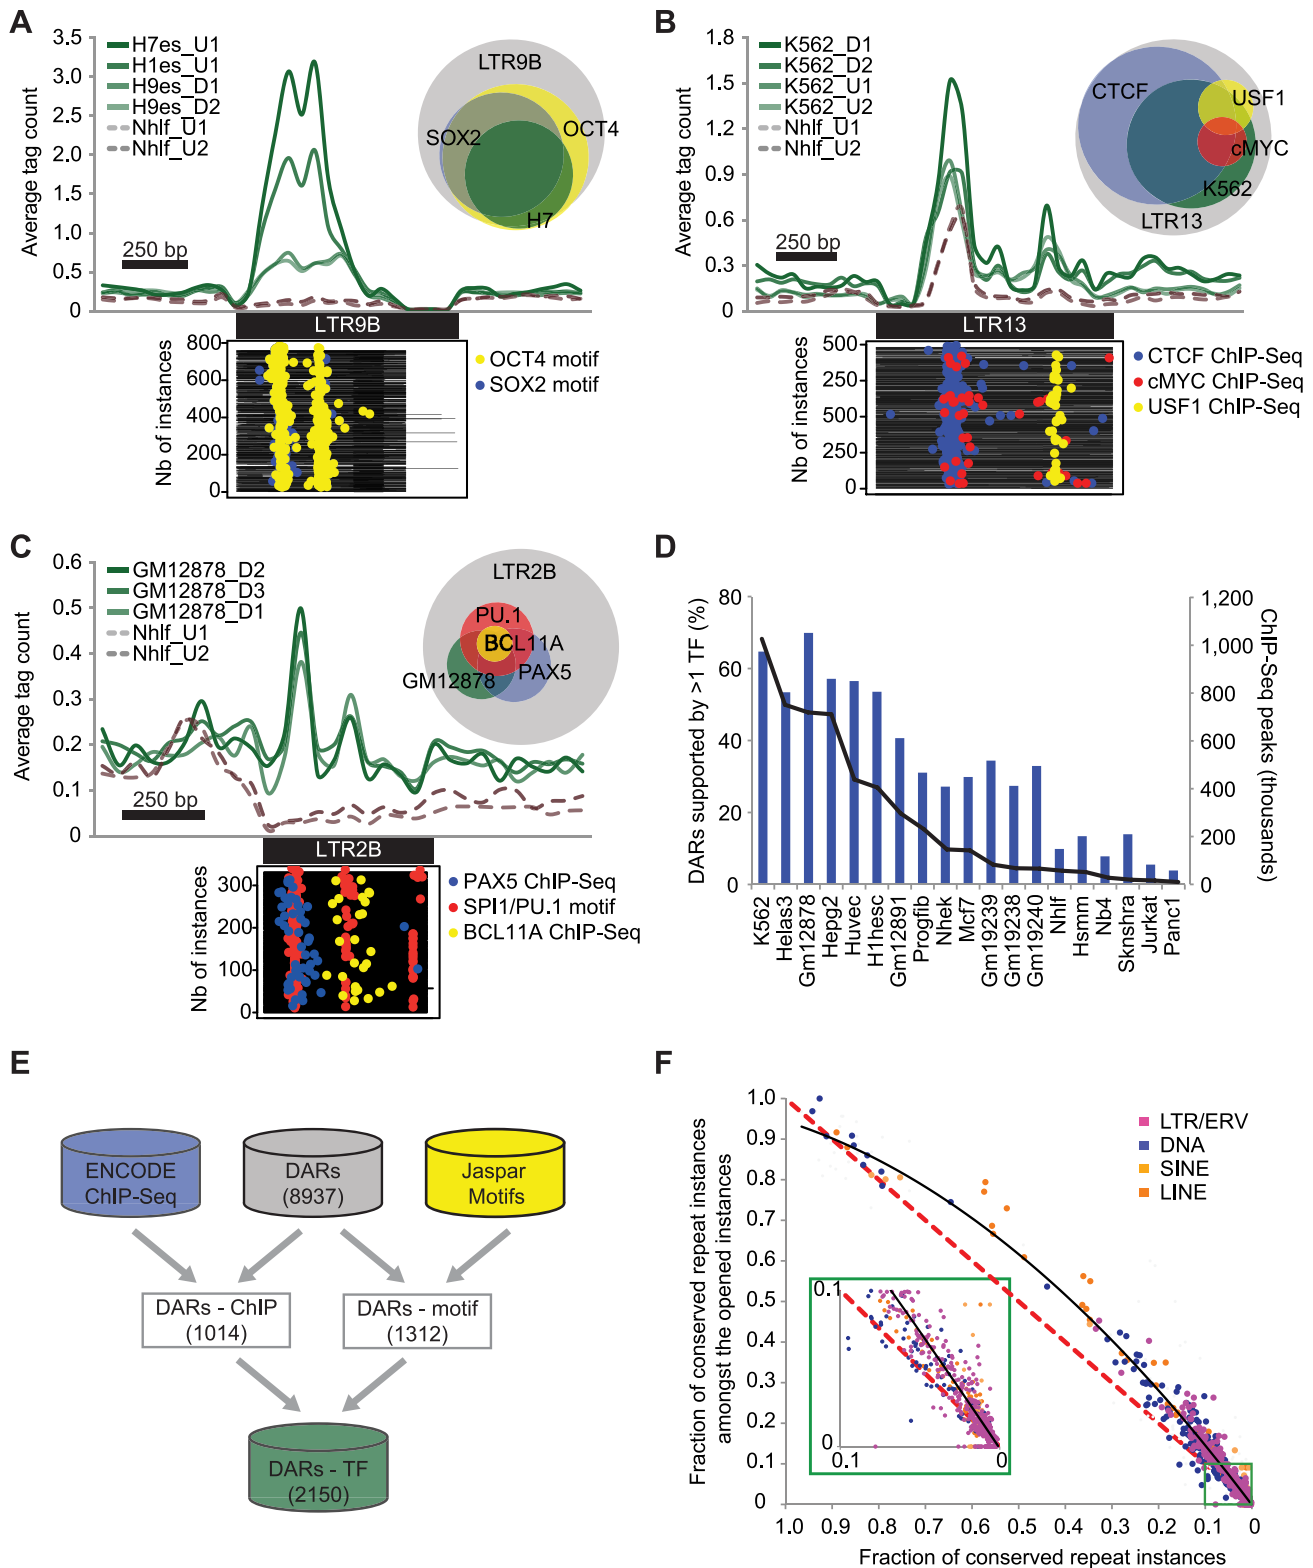 A
Average tag count
3.5
3.0
2.5
2.0
1.5
1.0
0.5
0
H7es_U1
H1es_U1
H9es_D1
H9es_D2
Nhlf_U1
Nhlf_U2
250 bp
LTR9B
SOX2
OCT4
H7
LTR9B
Nb of instances
800
600
400
200
0
OCT4 motif
SOX2 motif
B
Average tag count
1.8
1.5
1.2
0.9
0.6
0.3
0
K562_D1
K562_D2
K562_U1
K562_U2
Nhlf_U1
Nhlf_U2
250 bp
CTCF
USF1
cMYC
K562
LTR13
LTR13
Nb of instances
500
250
500
250
0
CTCF ChIP-Seq
cMYC ChIP-Seq
USF1 ChIP-Seq
C
Average tag count
0.6
0.5
0.4
0.3
0.2
0.1
0
GM12878_D2
GM12878_D3
GM12878_D1
Nhlf_U1
Nhlf_U2
250 bp
LTR2B
PU.1
BCL11A
PAX5
GM12878
LTR2B
Nb of instances
300
200
100
0
PAX5 ChIP-Seq
SPI1/PU.1 motif
BCL11A ChIP-Seq
D
DARs supported by >1 TF (%)
80
60
40
20
0
1,200
1,000
800
600
400
200
0
ChIP-Seq peaks (thousands)
K562
Helas3
Gm12878
Hepg2
Huvec
H1hesc
Gm12891
Progfib
Nhek
Mcf7
Gm19239
Gm19238
Gm19240
Nhlf
Hsmm
Nb4
Sknshra
Jurkat
Panc1
E
ENCODE
ChIP-Seq
DARs
(8937)
Jaspar
Motifs
DARs - ChIP
(1014)
DARs - motif
(1312)
DARs - TF
(2150)
F
Fraction of conserved repeat instances
amongst the opened instances
1.0
0.9
0.8
0.7
0.6
0.5
0.4
0.3
0.2
0.1
0
LTR/ERV
DNA
SINE
LINE
0.1
0
0.1
0
1.0
0.9
0.8
0.7
0.6
0.5
0.4
0.3
0.2
0.1
0
Fraction of conserved repeat instances